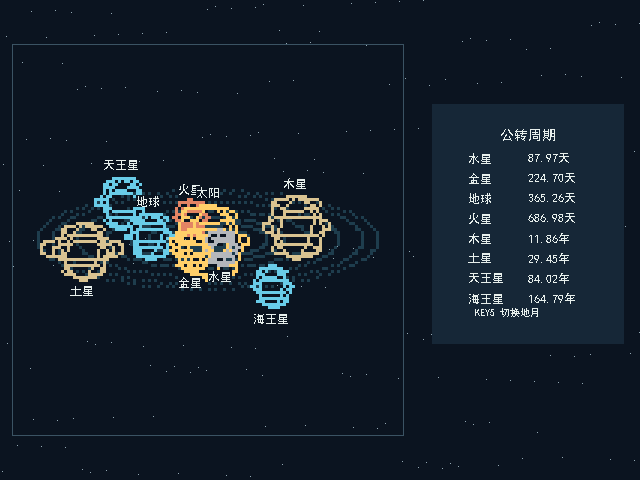 天王星
地球
火星
太阳
木星
土星
金星
水星
海王星
公转周期
水星 87.97天
金星 224.70天
地球 365.26天
火星 686.98天
木星 11.86年
土星 29.45年
天王星 84.02年
海王星 164.79年
KEY5 切换地月